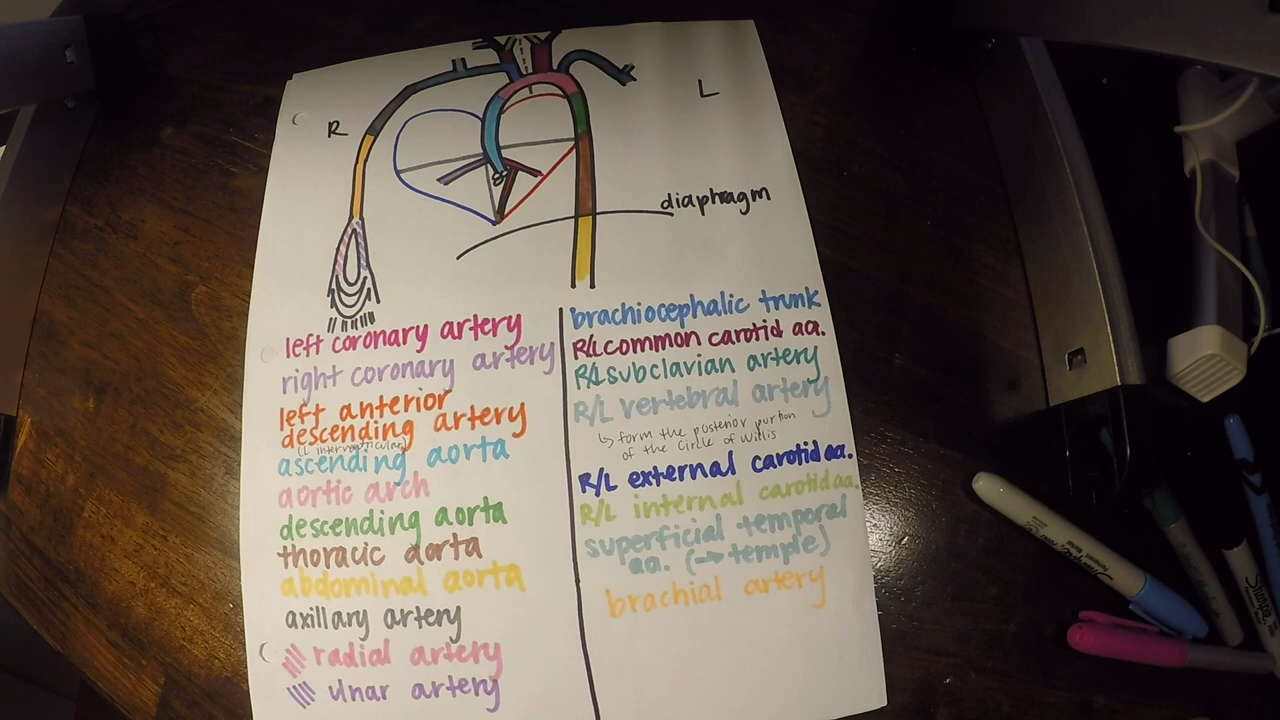 R
L
diaphragm
left coronary artery
right coronary artery
left anterior
descending artery
(L interventricular)
ascending aorta
aortic arch
descending aorta
thoracic aorta
abdominal aorta
axillary artery
radial artery
ulnar artery
brachiocephalic trunk
R/L common carotid aa.
R/L subclavian artery
R/L vertebral artery
↳ form the posterior portion
of the Circle of Willis
R/L external carotid aa.
R/L internal carotid aa.
superficial temporal
aa. (→ temple)
brachial artery
Sharpie
Sharpie